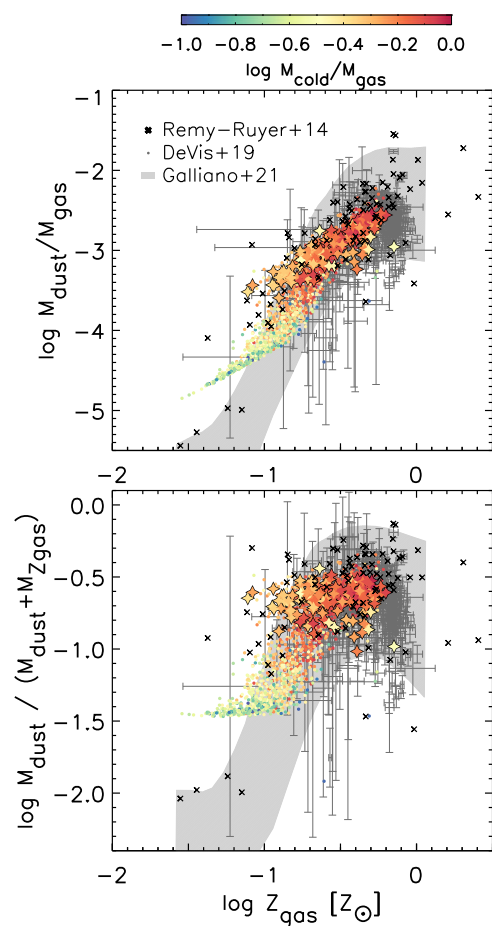 -1.0 -0.8 -0.6 -0.4 -0.2 0.0
log M_cold/M_gas
-1
Remy-Ruyer+14
DeVis+19
Galliano+21
-2
-3
-4
-5
log M_dust/M_gas
-2 -1 0
0.0
-0.5
-1.0
-1.5
-2.0
log M_dust / (M_dust+M_Zgas)
-2 -1 0
log Z_gas [Z_⊙]